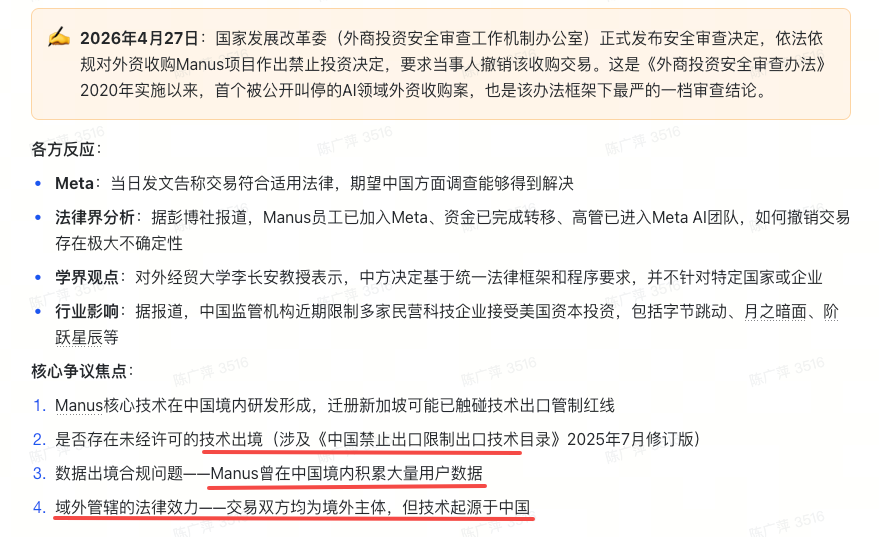 ✍️ 2026年4月27日：国家发展改革委（外商投资安全审查工作机制办公室）正式发布安全审查决定，依法依
规对外资收购Manus项目作出禁止投资决定，要求当事人撤销该收购交易。这是《外商投资安全审查办法》
2020年实施以来，首个被公开叫停的AI领域外资收购案，也是该办法框架下最严的一档审查结论。
各方反应：
• Meta：当日发文告称交易符合适用法律，期望中国方面调查能够得到解决
• 法律界分析：据彭博社报道，Manus员工已加入Meta、资金已完成转移、高管已进入Meta AI团队，如何撤销交易
存在极大不确定性
• 学界观点：对外经贸大学李长安教授表示，中方决定基于统一法律框架和程序要求，并不针对特定国家或企业
• 行业影响：据报道，中国监管机构近期限制多家民营科技企业接受美国资本投资，包括字节跳动、月之暗面、阶
跃星辰等
核心争议焦点：
1. Manus核心技术在中国境内研发形成，迁册新加坡可能已触碰技术出口管制红线
2. 是否存在未经许可的技术出境（涉及《中国禁止出口限制出口技术目录》2025年7月修订版）
3. 数据出境合规问题——Manus曾在中国境内积累大量用户数据
4. 域外管辖的法律效力——交易双方均为境外主体，但技术起源于中国
陈广萍 3516